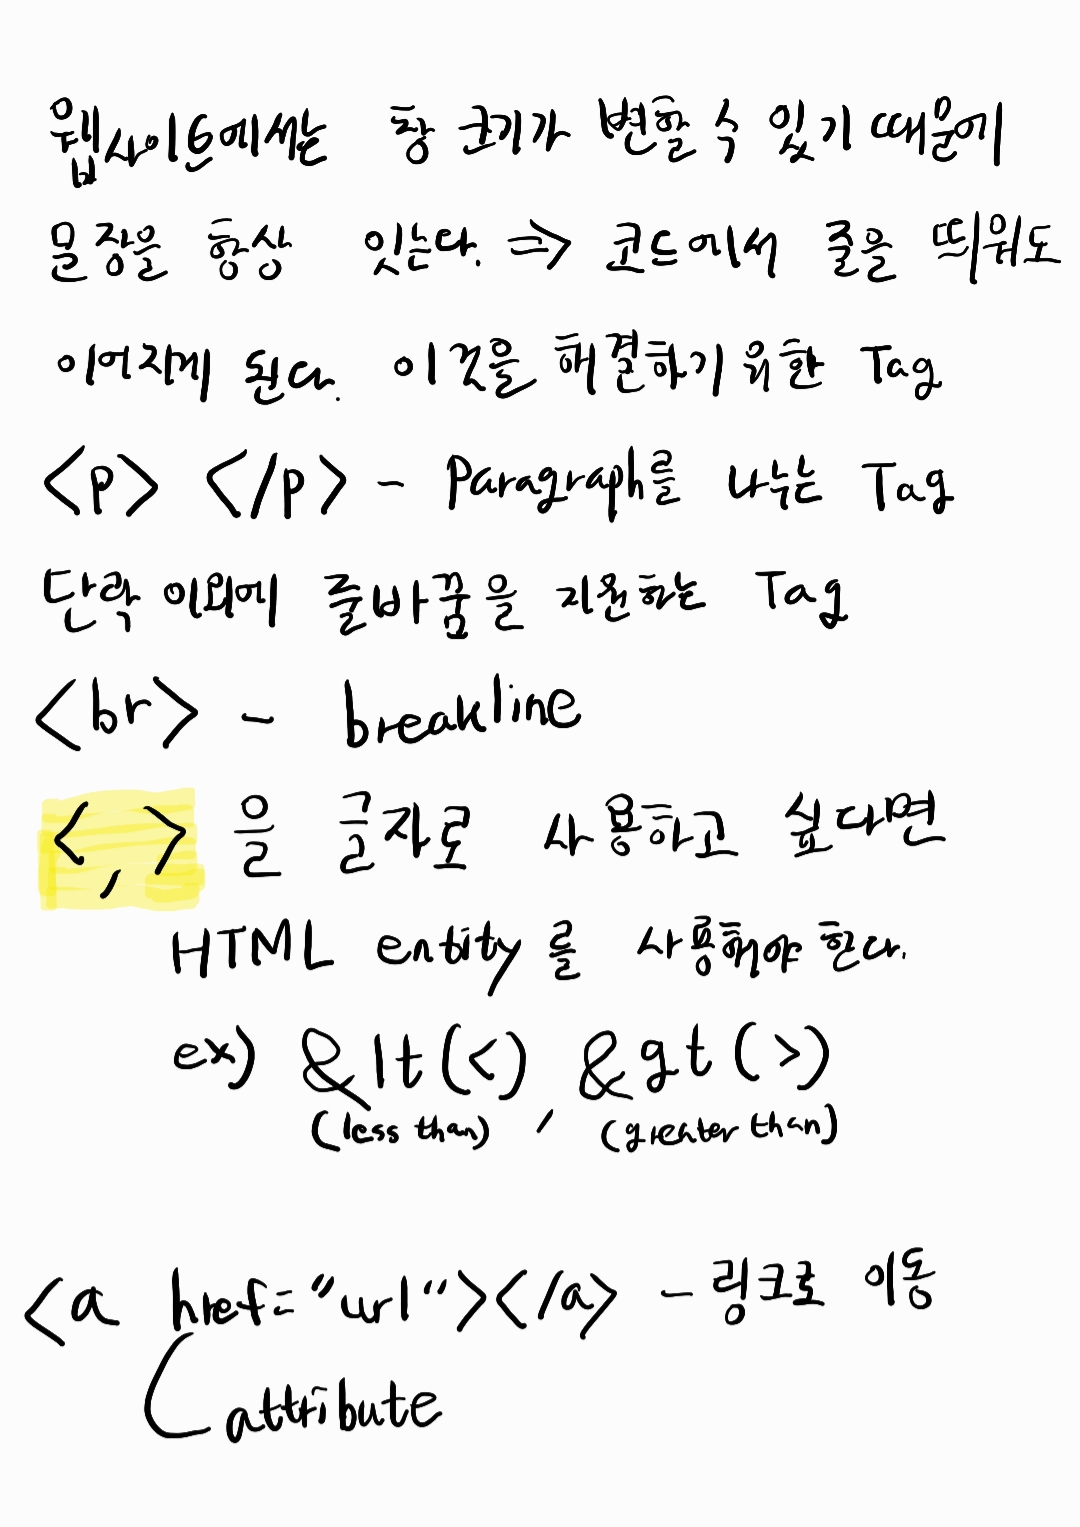 웹사이트에서는 창 크기가 변할 수 있기 때문에
문장을 항상 잇는다. ⇒ 코드에서 줄을 띄워도
이어지게 된다. 이것을 해결하기 위한 Tag
<p> </p> - Paragraph를 나누는 Tag
단락 이외에 줄바꿈을 지원하는 Tag
<br> - breakline
<, > 을 글자로 사용하고 싶다면
HTML entity를 사용해야 한다.
ex) &lt (<) , &gt (>)
(less than) (greater than)
<a href="url"></a> - 링크로 이동
attribute